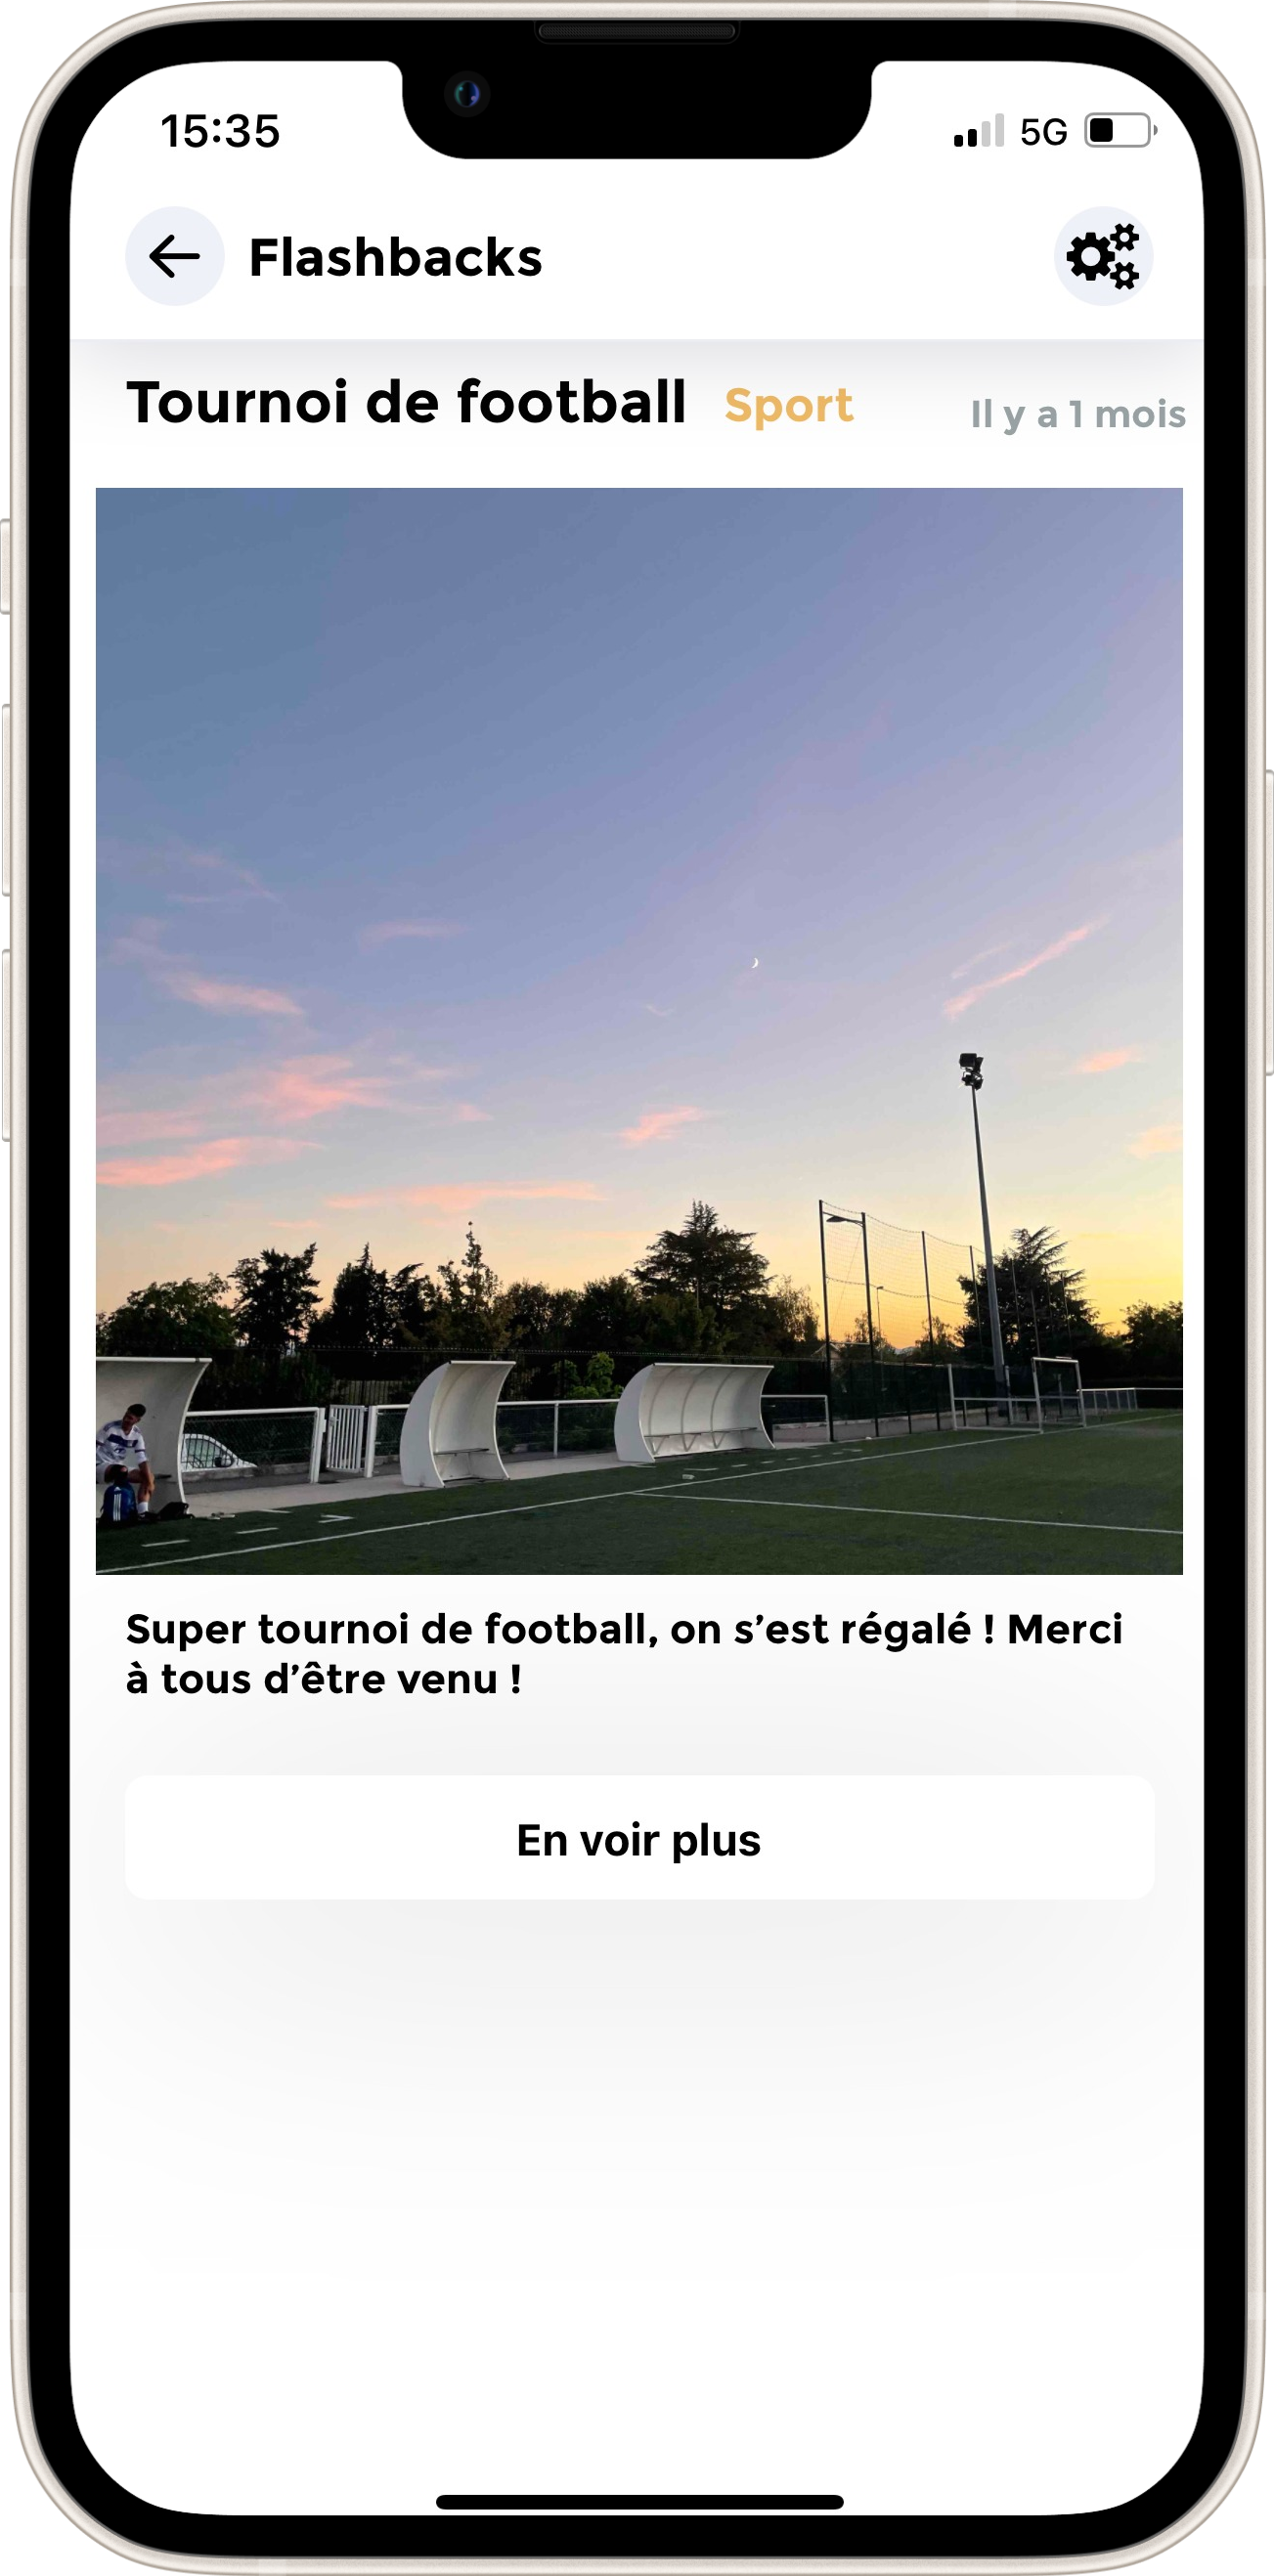 15:35 5G
Flashbacks
Tournoi de football Sport Il y a 1 mois
Super tournoi de football, on s’est régalé ! Merci
à tous d’être venu !
En voir plus